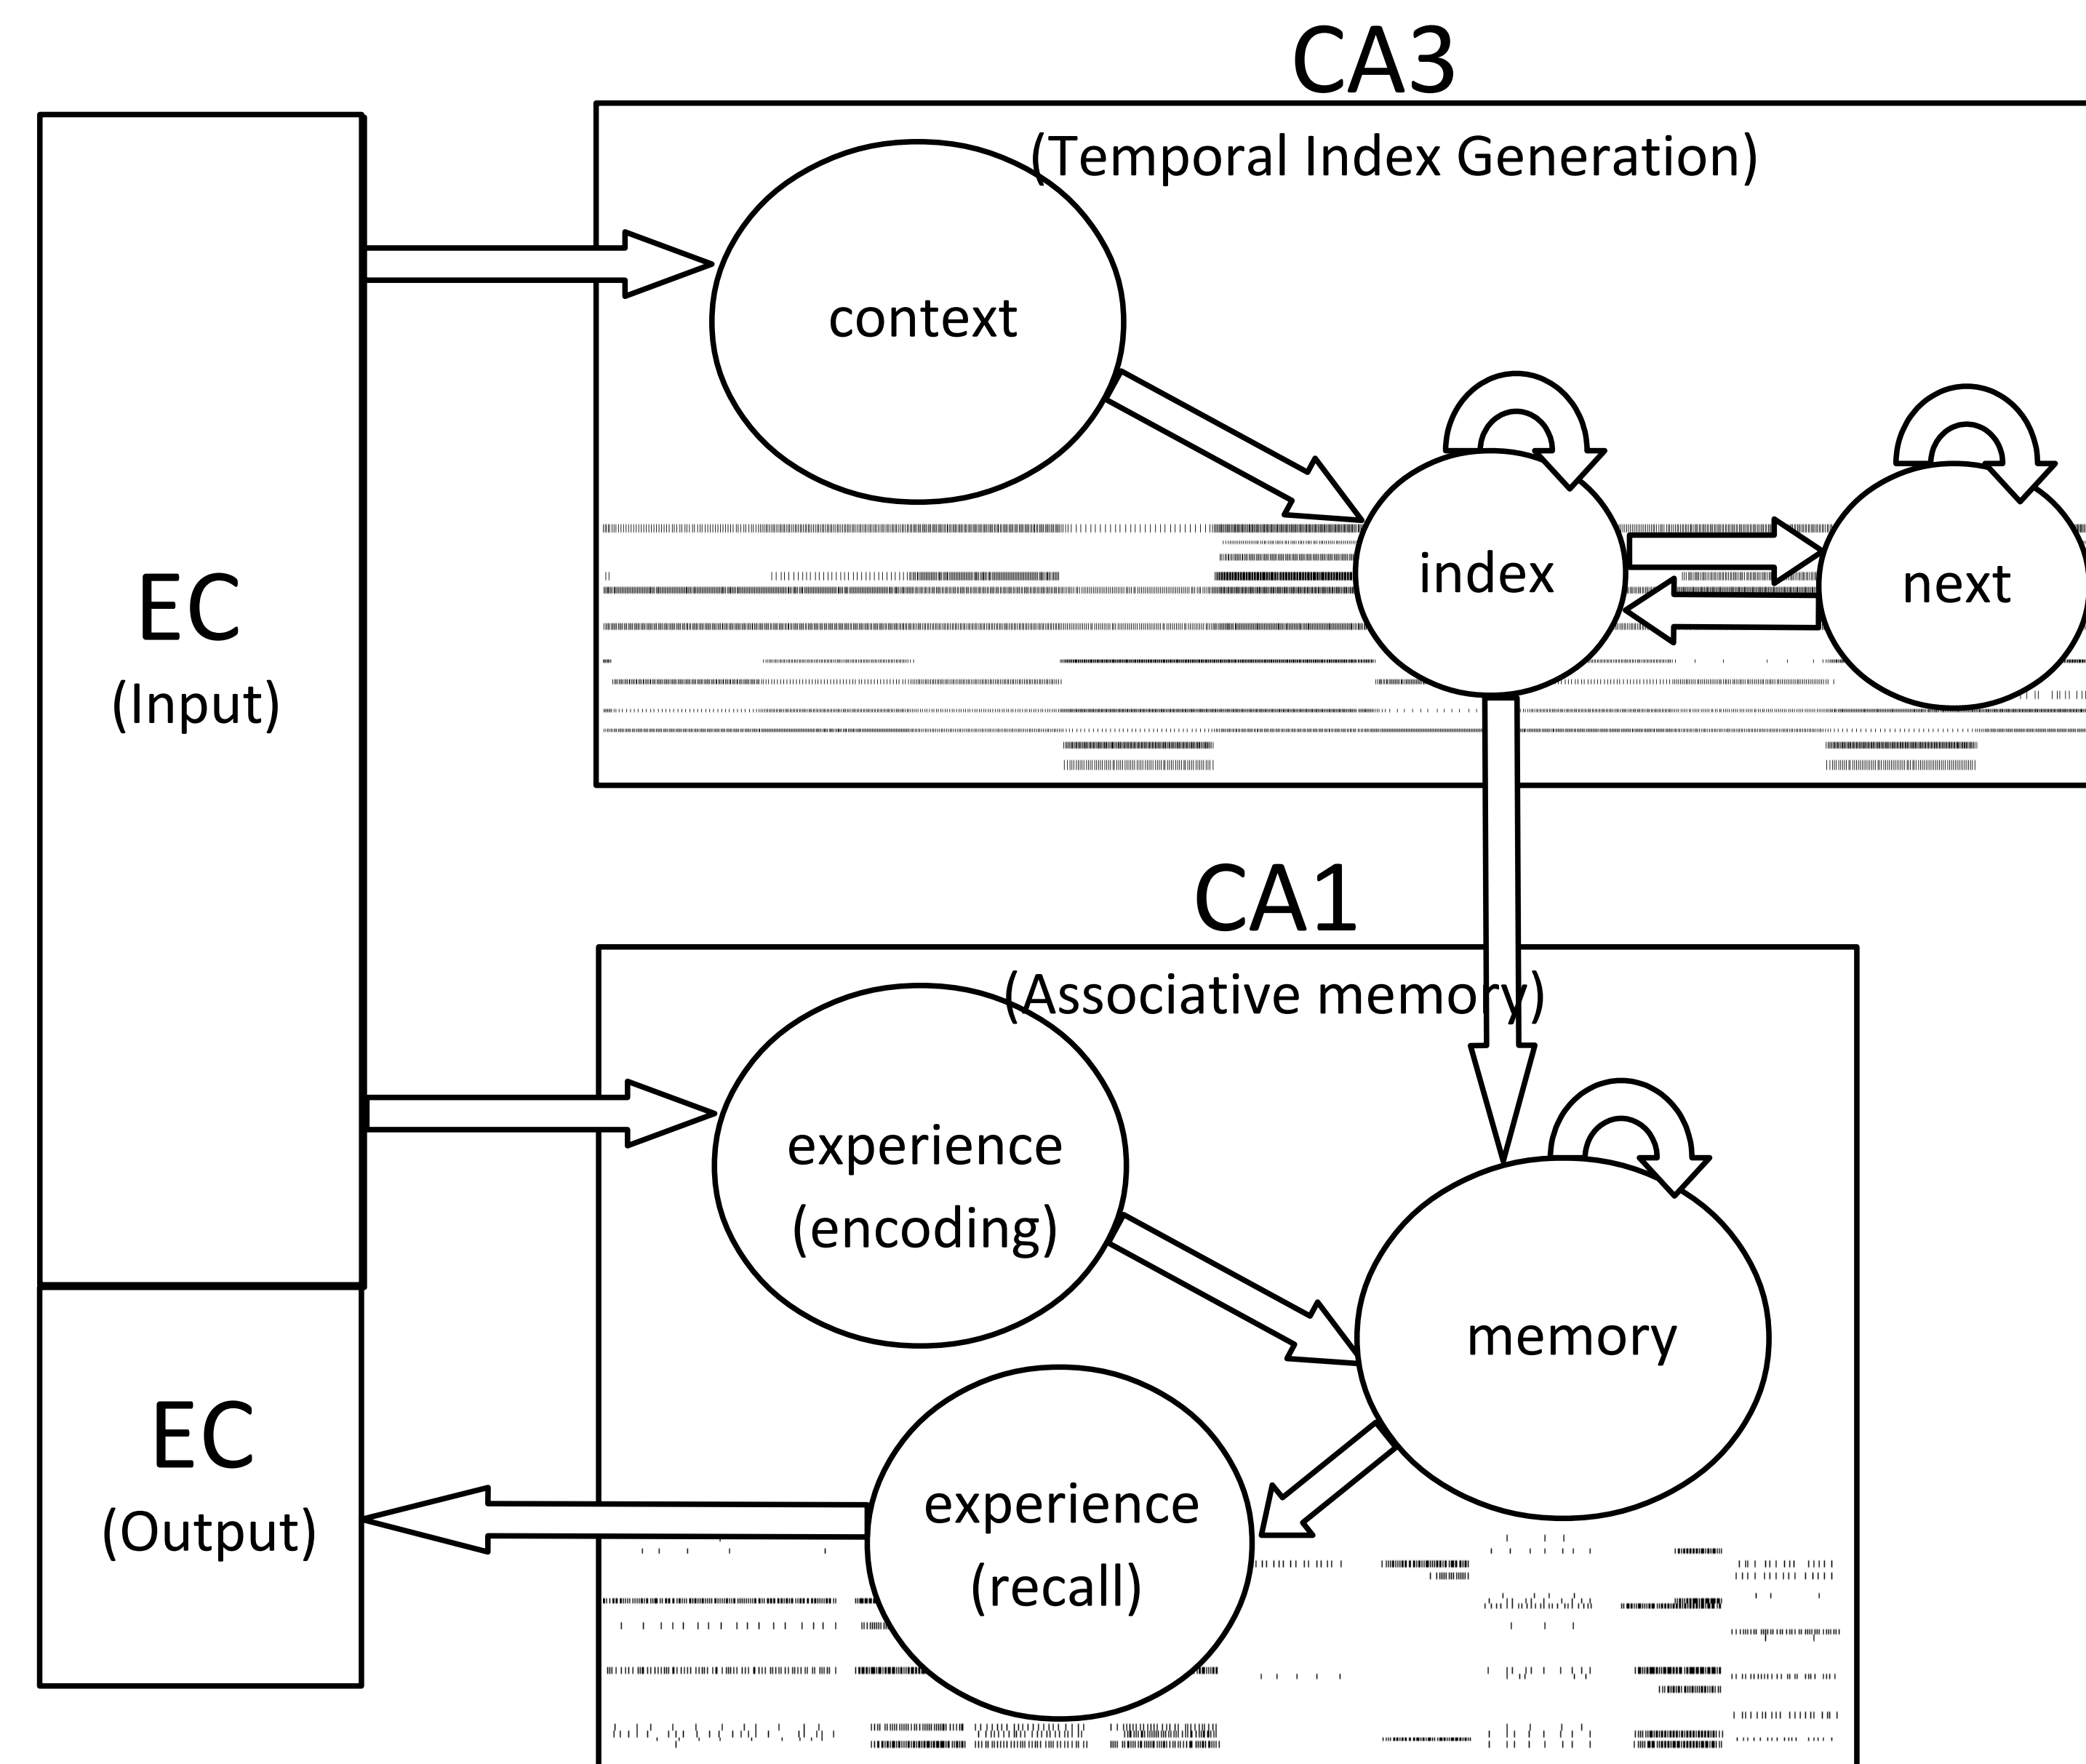 CA3
(Temporal Index Generation)
context
index
next
EC
(Input)
CA1
(Associative memory)
experience
(encoding)
memory
EC
(Output)
experience
(recall)